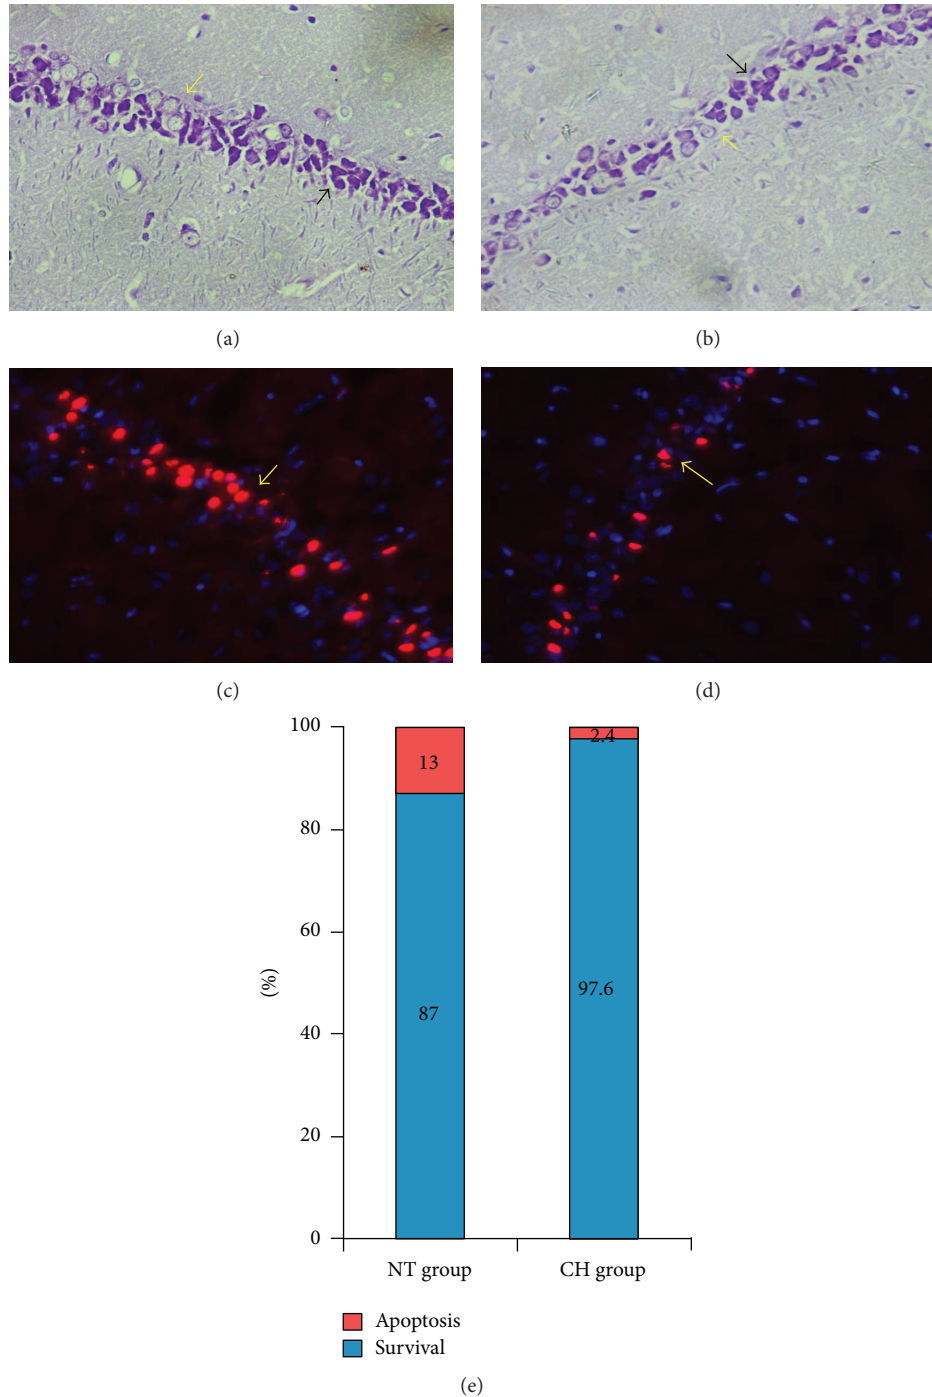 (a)
(b)
(c)
(d)
100
80
60
40
20
0
(%)
13
87
2.4
97.6
NT group
CH group
Apoptosis
Survival
(e)